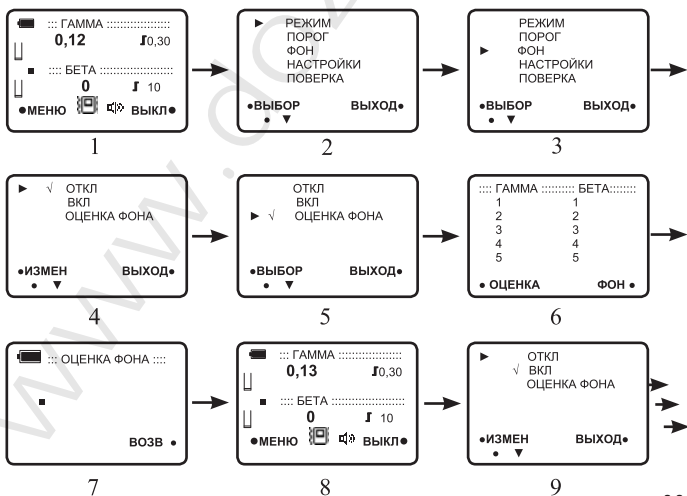 ::: ГАММА ::::::::::::::::::::
0,12 0,30
:::: БЕТА :::::::::::::::::::::::
0 10
•МЕНЮ ВЫКЛ•
1
► РЕЖИМ
ПОРОГ
ФОН
НАСТРОЙКИ
ПОВЕРКА
•ВЫБОР ВЫХОД•
• ▼
2
РЕЖИМ
ПОРОГ
► ФОН
НАСТРОЙКИ
ПОВЕРКА
•ВЫБОР ВЫХОД•
• ▼
3
► √ ОТКЛ
ВКЛ
ОЦЕНКА ФОНА
•ИЗМЕН ВЫХОД•
• ▼
4
ОТКЛ
ВКЛ
► √ ОЦЕНКА ФОНА
•ВЫБОР ВЫХОД•
• ▼
5
:::: ГАММА :::::::::: БЕТА::::::::
1 1
2 2
3 3
4 4
5 5
• ОЦЕНКА ФОН •
6
::: ОЦЕНКА ФОНА ::::
ВОЗВ •
7
::: ГАММА ::::::::::::::::::::
0,13 0,30
:::: БЕТА :::::::::::::::::::::::
0 10
•МЕНЮ ВЫКЛ•
8
► ОТКЛ
√ ВКЛ
ОЦЕНКА ФОНА
•ИЗМЕН ВЫХОД•
• ▼
9